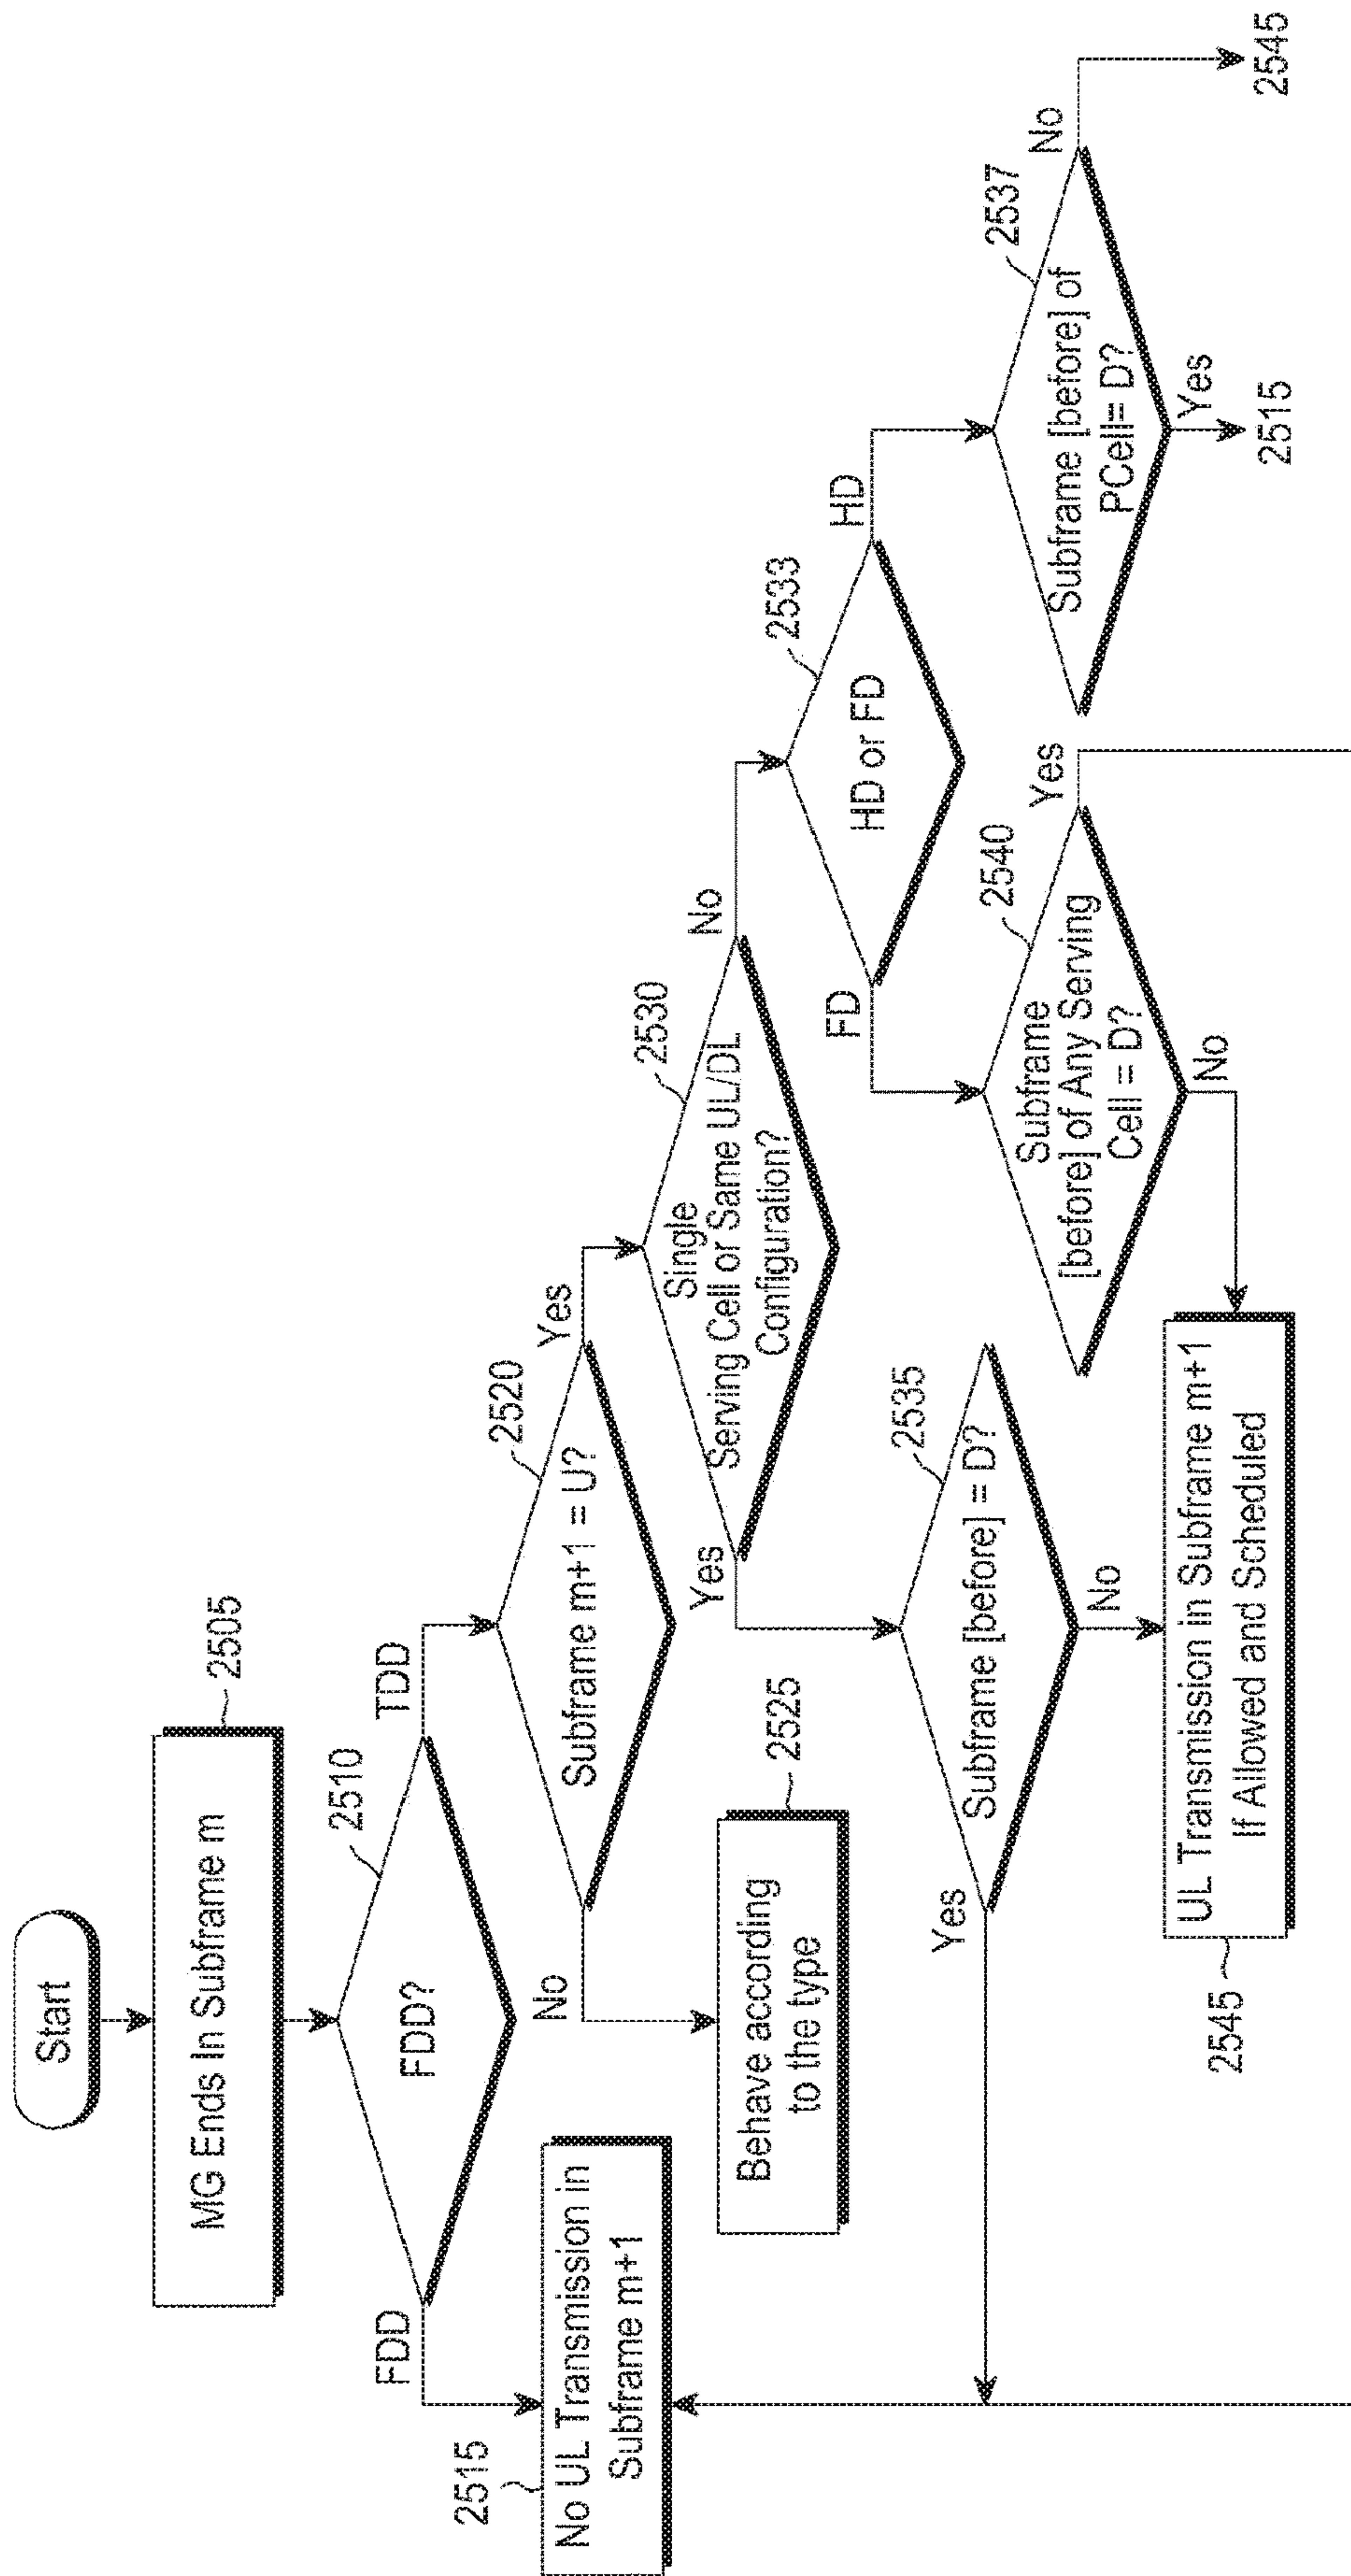 Start
MG Ends In Subframe m
2505
FDD?
2510
FDD
TDD
2515
No UL Transmission in
Subframe m+1
Subframe m+1 = U?
2520
No
Yes
Behave according
to the type
2525
Single
Serving Cell or Same UL/DL
Configuration?
2530
Yes
No
HD or FD
2533
FD
HD
Subframe [before] = D?
2535
Yes
No
Subframe
[before] of Any Serving
Cell = D?
2540
Yes
No
Subframe [before] of
PCell= D?
2537
No
Yes
2515
2545
UL Transmission in Subframe m+1
If Allowed and Scheduled
2545